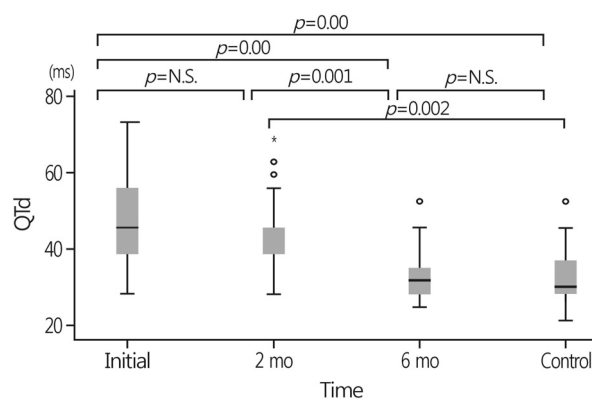 p=0.00
p=0.00
p=N.S.
p=0.001
p=N.S.
p=0.002
(ms)
80
60
40
20
QTd
*
Initial
2 mo
6 mo
Control
Time